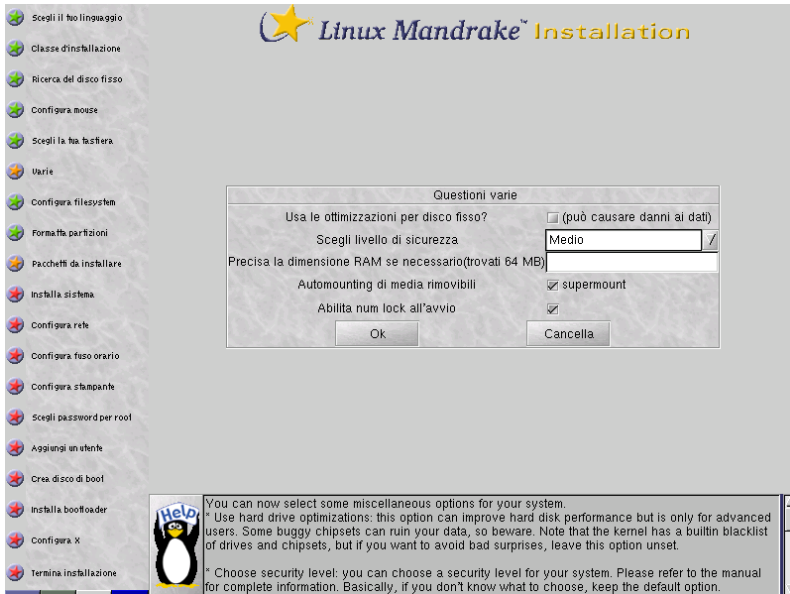 Linux Mandrake™ Installation
Scegli il tuo linguaggio
Classe d'installazione
Ricerca del disco fisso
Configura mouse
Scegli la tua tastiera
Varie
Configura filesystem
Formatta partizioni
Pacchetti da installare
Installa sistema
Configura rete
Configura fuso orario
Configura stampante
Scegli password per root
Aggiungi un utente
Crea disco di boot
Installa bootloader
Configura X
Termina installazione
Questioni varie
Usa le ottimizzazioni per disco fisso? (può causare danni ai dati)
Scegli livello di sicurezza Medio
Precisa la dimensione RAM se necessario(trovati 64 MB)
Automounting di media rimovibili supermount
Abilita num lock all'avvio
Ok Cancella
Help
You can now select some miscellaneous options for your system.
* Use hard drive optimizations: this option can improve hard disk performance but is only for advanced
users. Some buggy chipsets can ruin your data, so beware. Note that the kernel has a builtin blacklist
of drives and chipsets, but if you want to avoid bad surprises, leave this option unset.
* Choose security level: you can choose a security level for your system. Please refer to the manual
for complete information. Basically, if you don't know what to choose, keep the default option.